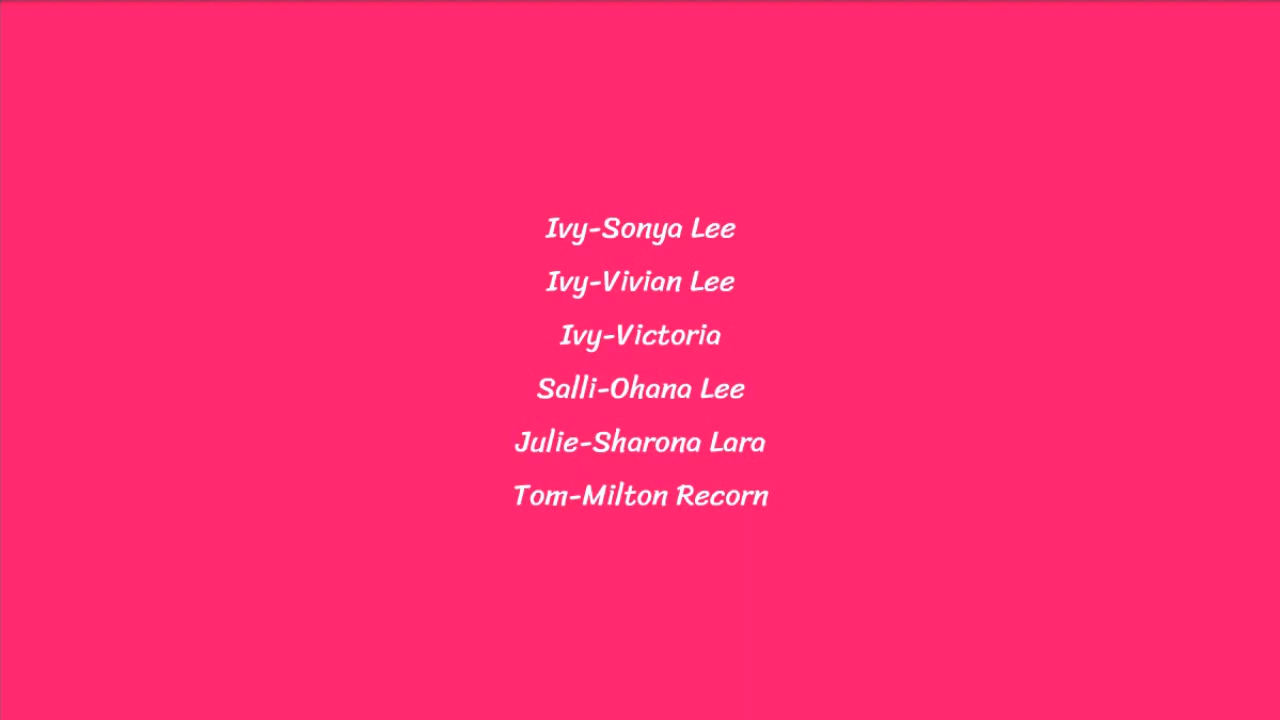 Ivy-Sonya Lee
Ivy-Vivian Lee
Ivy-Victoria
Salli-Ohana Lee
Julie-Sharona Lara
Tom-Milton Recorn